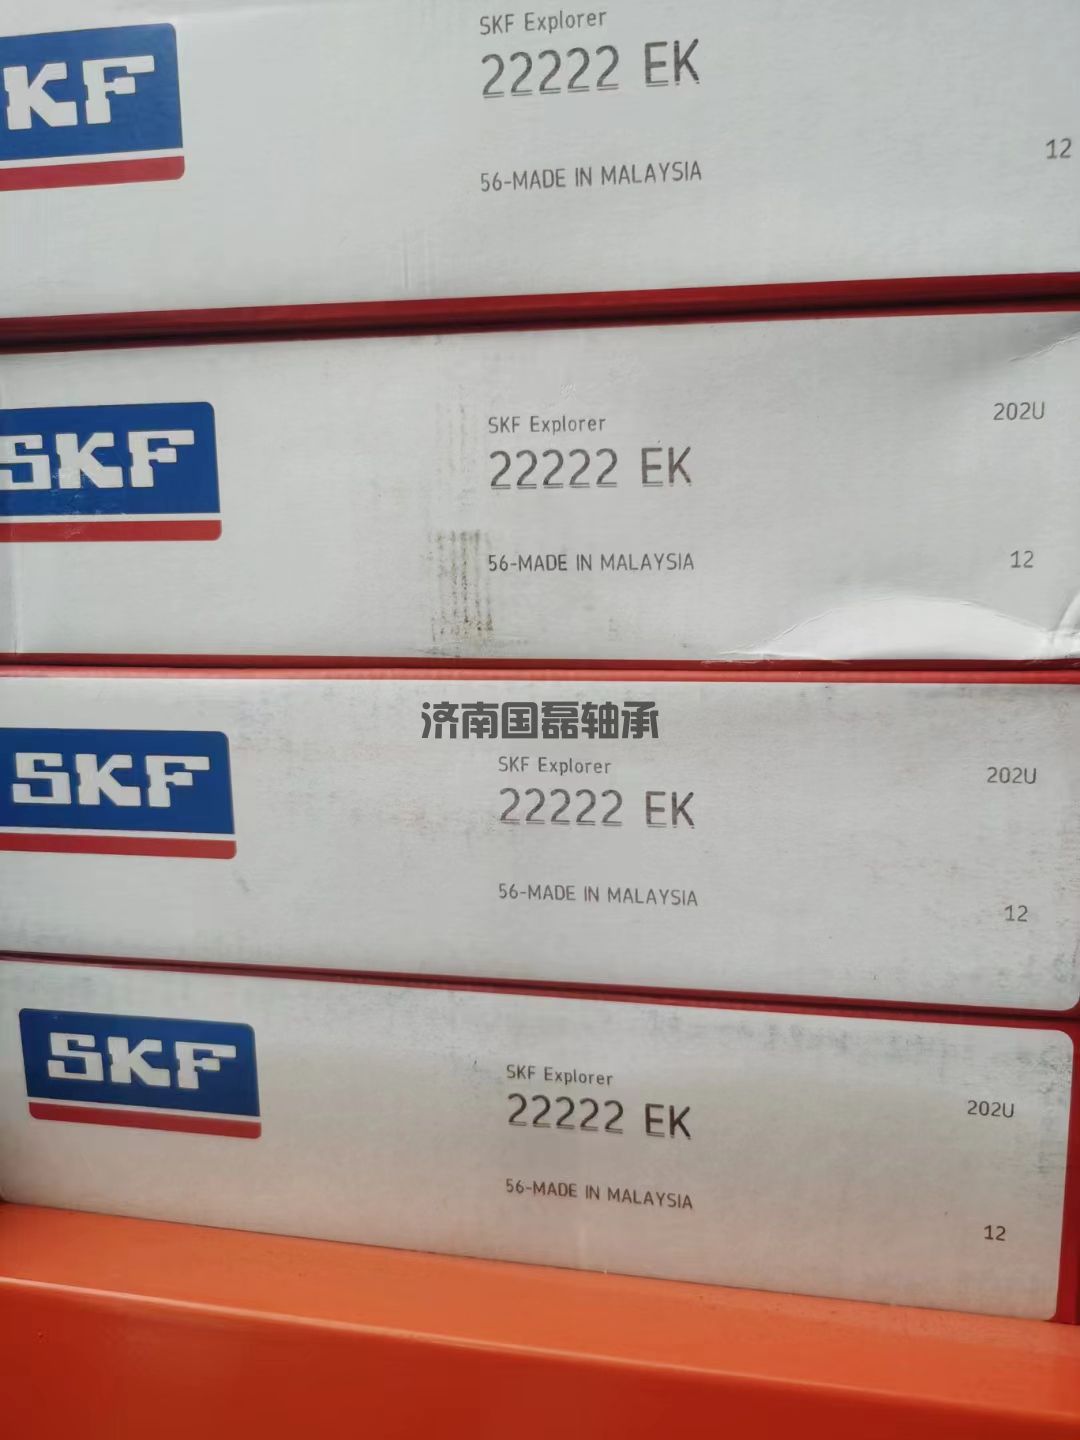 SKF
SKF Explorer
22222 EK
56-MADE IN MALAYSIA
12
SKF
SKF Explorer
22222 EK
56-MADE IN MALAYSIA
202U
12
济南国磊轴承
SKF
SKF Explorer
22222 EK
56-MADE IN MALAYSIA
202U
12
SKF
SKF Explorer
22222 EK
56-MADE IN MALAYSIA
202U
12